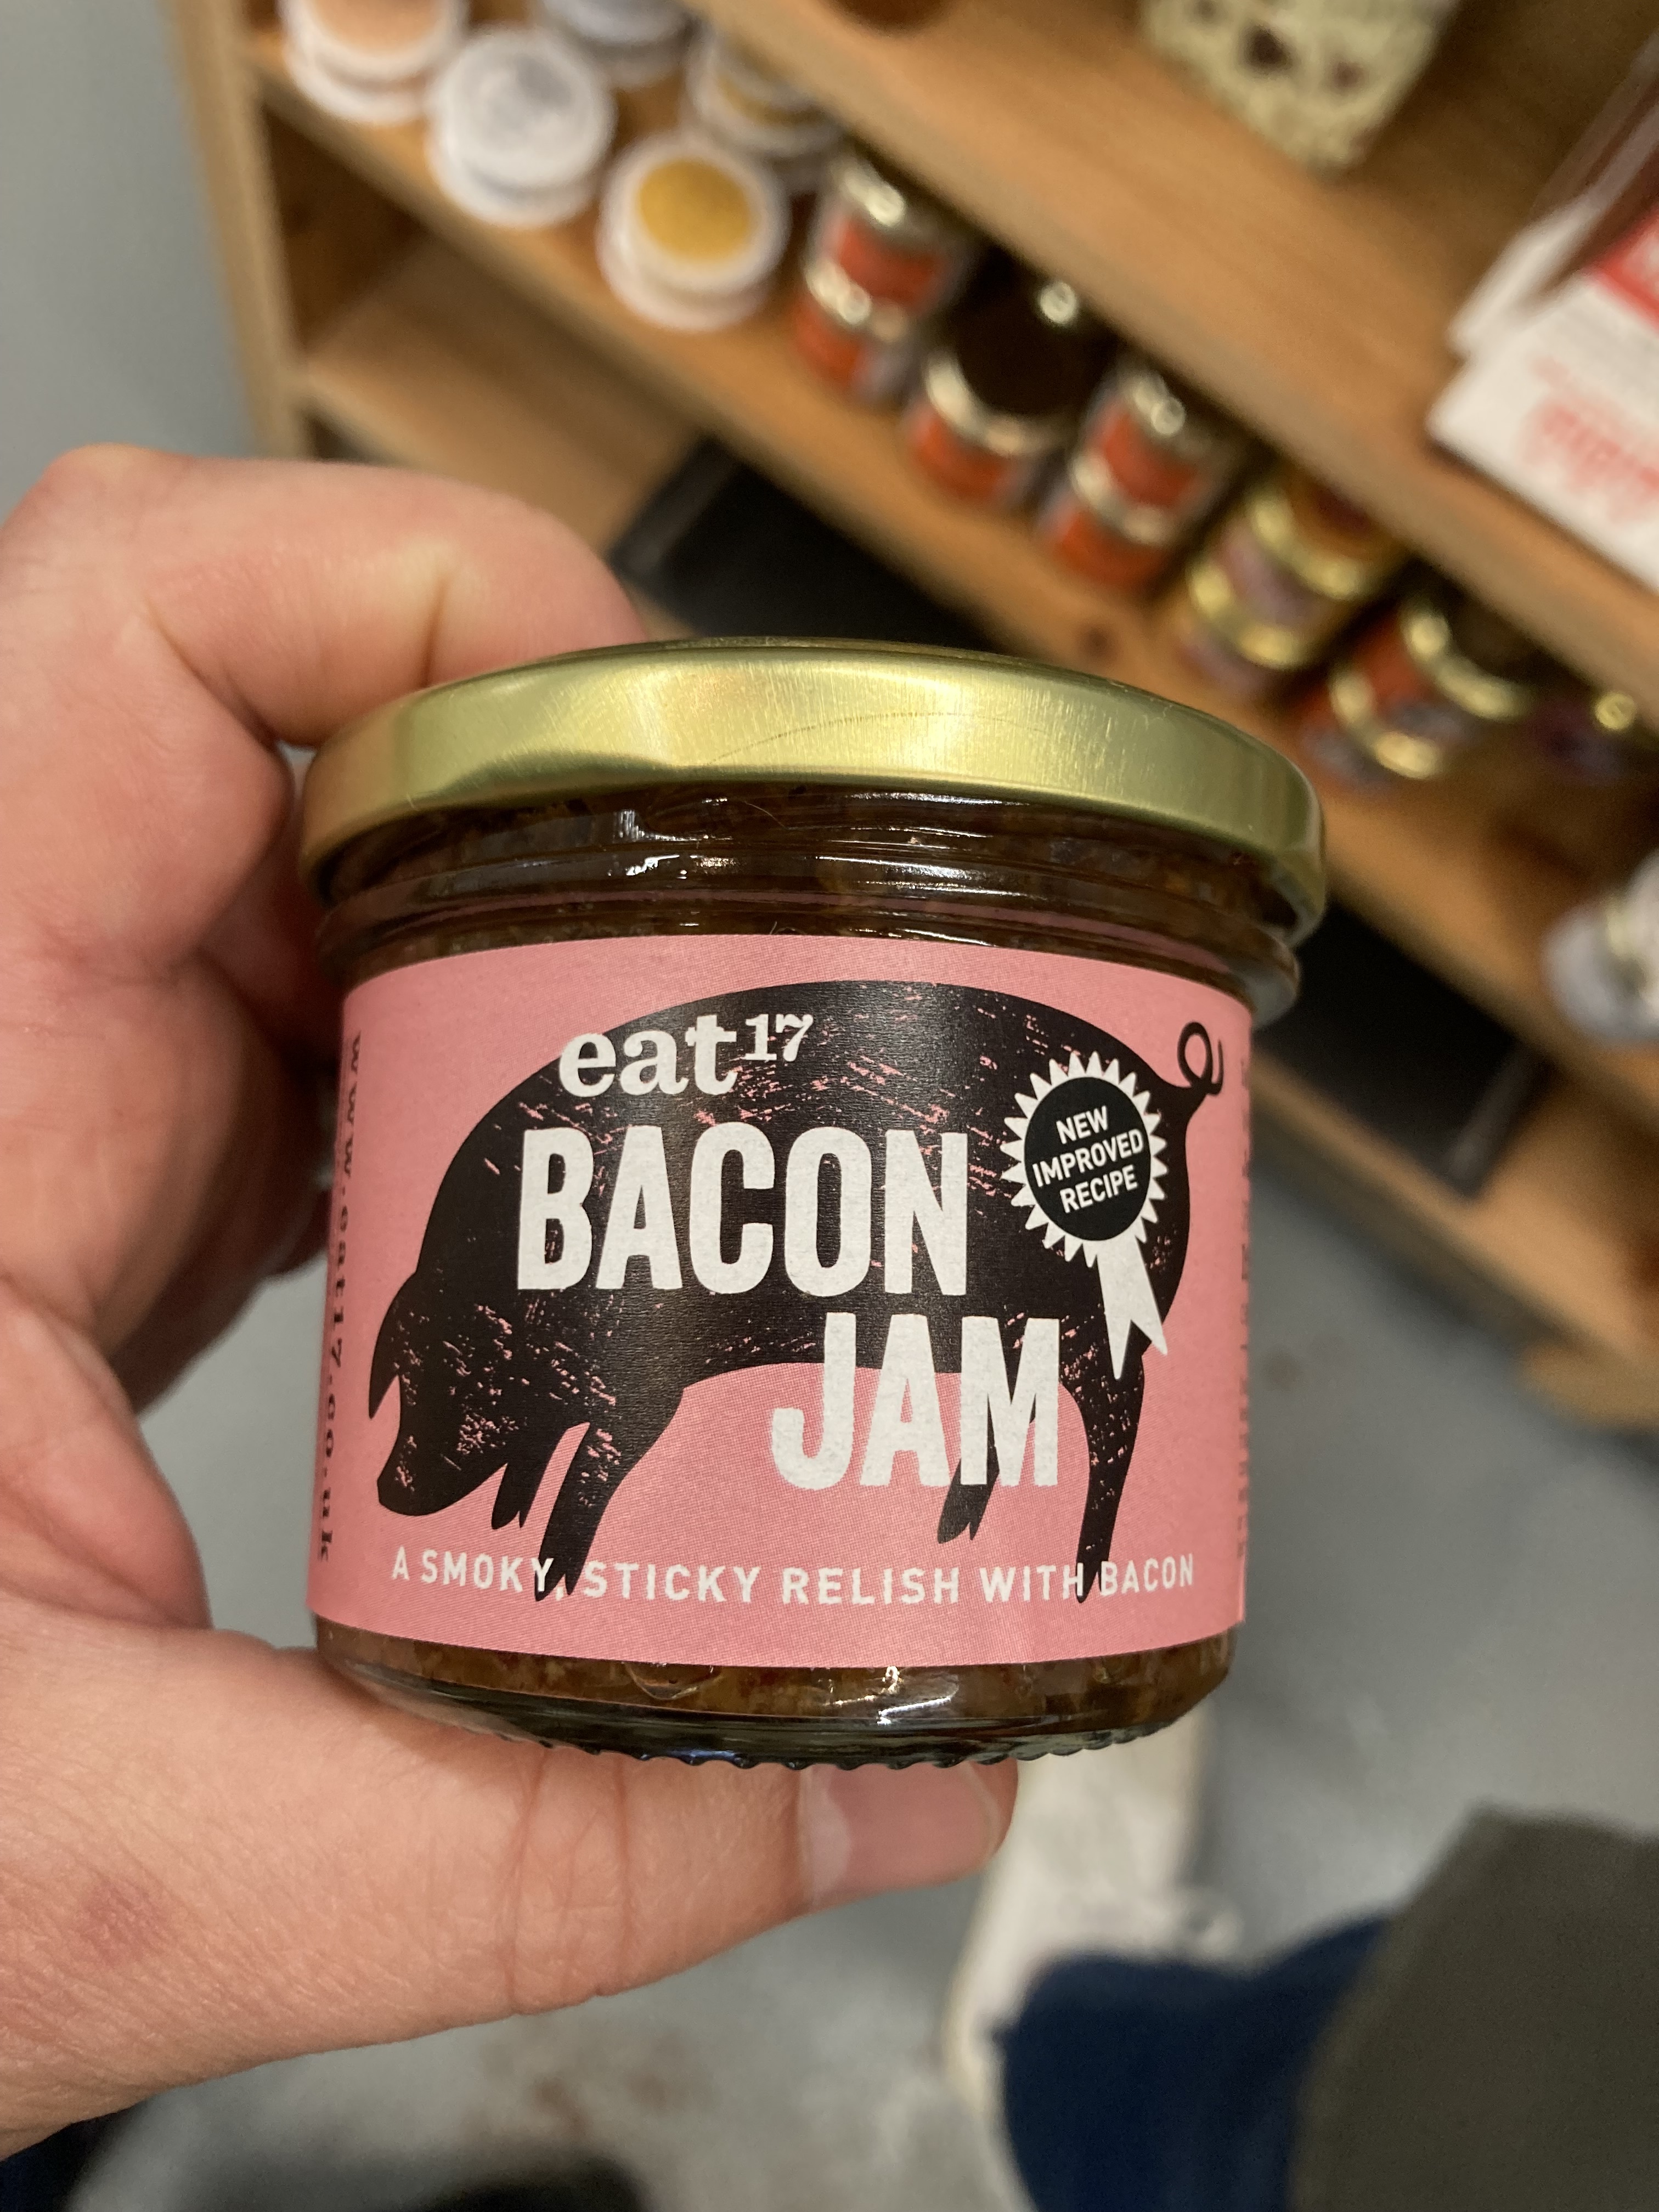 eat17
BACON
JAM
NEW
IMPROVED
RECIPE
A SMOKY, STICKY RELISH WITH BACON
www.eat17.co.uk